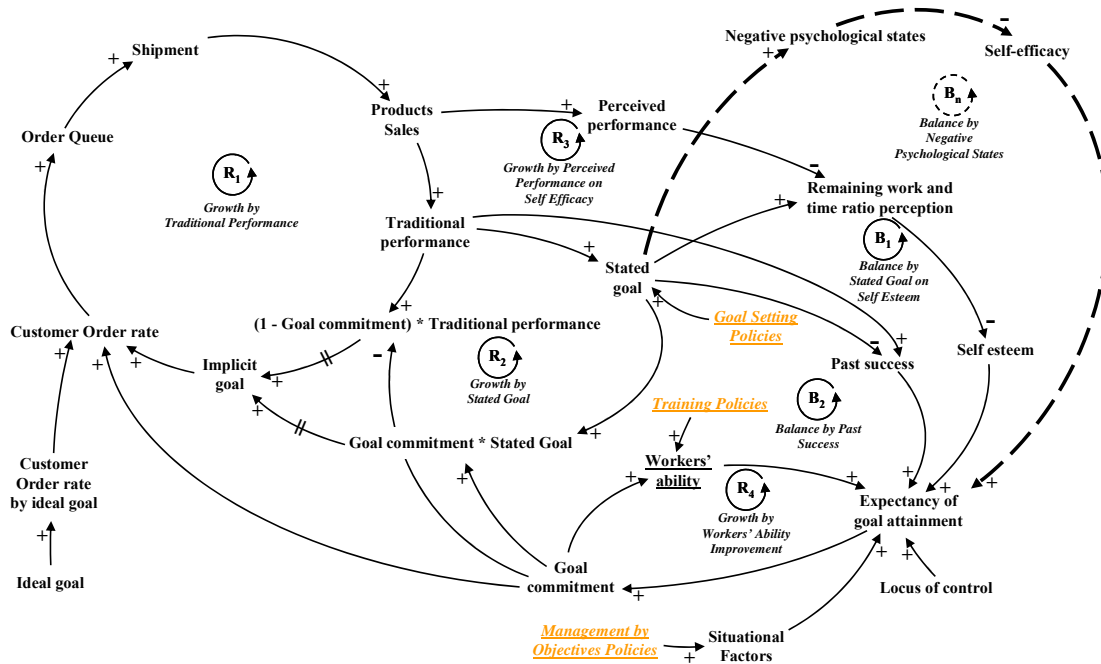 Negative psychological states
Self-efficacy
Shipment
Products
Sales
Perceived
performance
Order Queue
R1
Growth by
Traditional Performance
R3
Growth by Perceived
Performance on
Self Efficacy
Bn
Balance by
Negative
Psychological States
Remaining work and
time ratio perception
Traditional
performance
B1
Balance by
Stated Goal on
Self Esteem
Stated
goal
Customer Order rate
(1 - Goal commitment) * Traditional performance
Goal Setting
Policies
Self esteem
Past success
Implicit
goal
R2
Growth by
Stated Goal
Training Policies
B2
Balance by Past
Success
Goal commitment * Stated Goal
Customer
Order rate
by ideal goal
Workers'
ability
R4
Growth by
Workers' Ability
Improvement
Expectancy of
goal attainment
Ideal goal
Goal
commitment
Locus of control
Management by
Objectives Policies
Situational
Factors